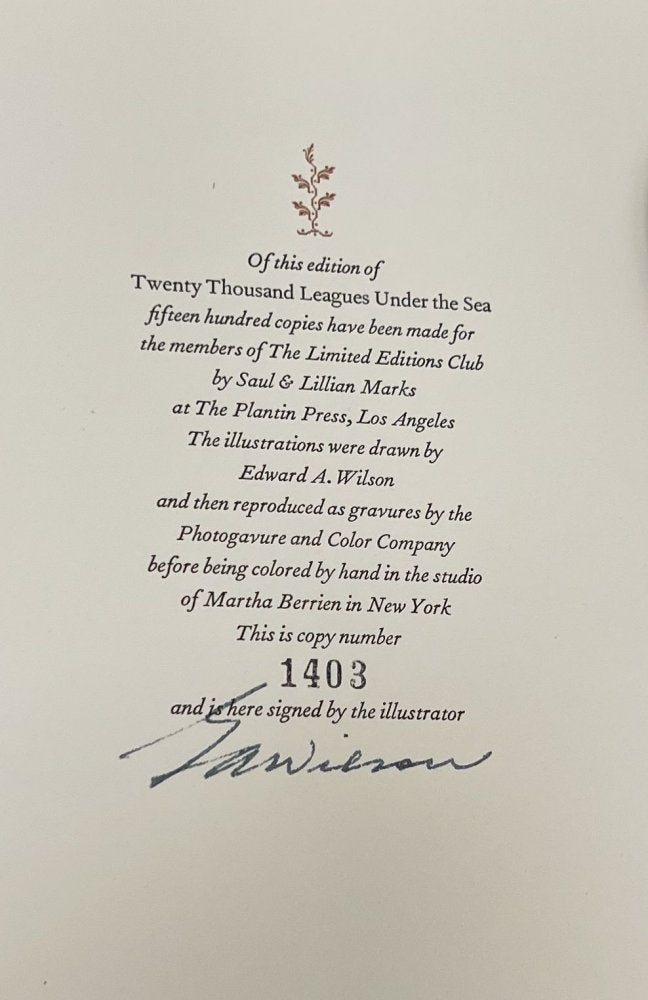 Of this edition of
Twenty Thousand Leagues Under the Sea
fifteen hundred copies have been made for
the members of The Limited Editions Club
by Saul & Lillian Marks
at The Plantin Press, Los Angeles
The illustrations were drawn by
Edward A. Wilson
and then reproduced as gravures by the
Photogavure and Color Company
before being colored by hand in the studio
of Martha Berrien in New York
This is copy number
1403
and is here signed by the illustrator
EAWilson